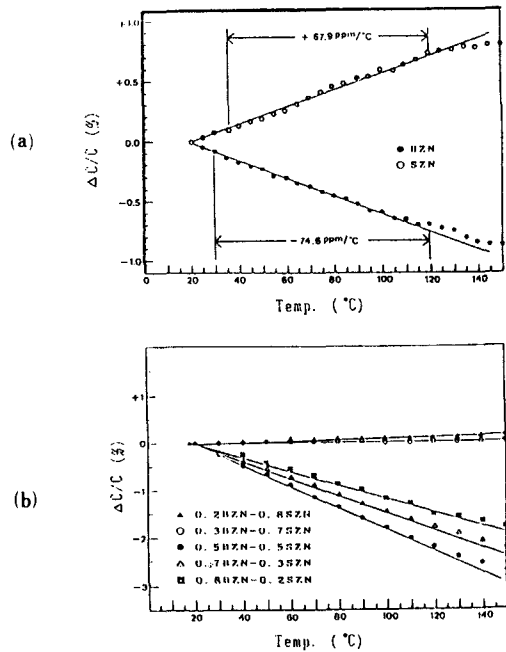 (a)
ΔC/C (%)
+1.0
+0.5
0.0
-0.5
-1.0
+ 67.9 PPm/°C
● BZN
○ SZN
- 74.6 PPm/°C
0 20 40 60 80 100 120 140
Temp. (°C)
(b)
ΔC/C (%)
+1
0
-1
-2
-3
▲ 0.2BZN-0.8SZN
○ 0.3BZN-0.7SZN
● 0.5BZN-0.5SZN
△ 0.7BZN-0.3SZN
0.8BZN-0.2SZN
20 40 60 80 100 120 140
Temp. (°C)